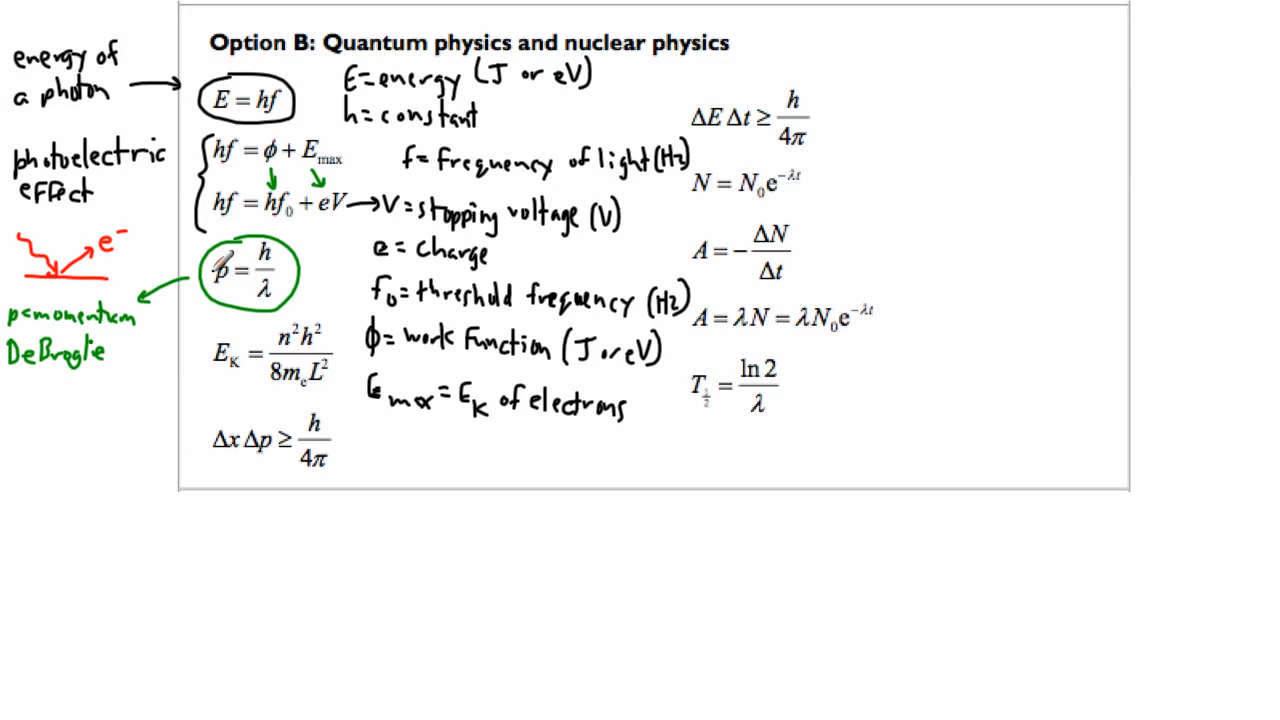 Option B: Quantum physics and nuclear physics
energy of
a photon
E = hf
E = energy (J or eV)
h = constant
photoelectric
effect
hf = ϕ + E_max
f = frequency of light (Hz)
hf = hf₀ + eV
V = stopping voltage (V)
e⁻
e = charge
p = h/λ
f₀ = threshold frequency (Hz)
p = momentum
DeBroglie
ϕ = work function (J or eV)
E_K = n²h²/8mₑL²
E_max = E_K of electrons
Δx Δp ≥ h/4π
ΔE Δt ≥ h/4π
N = N₀e^(−λt)
A = −ΔN/Δt
A = λN = λN₀e^(−λt)
T_½ = ln 2/λ